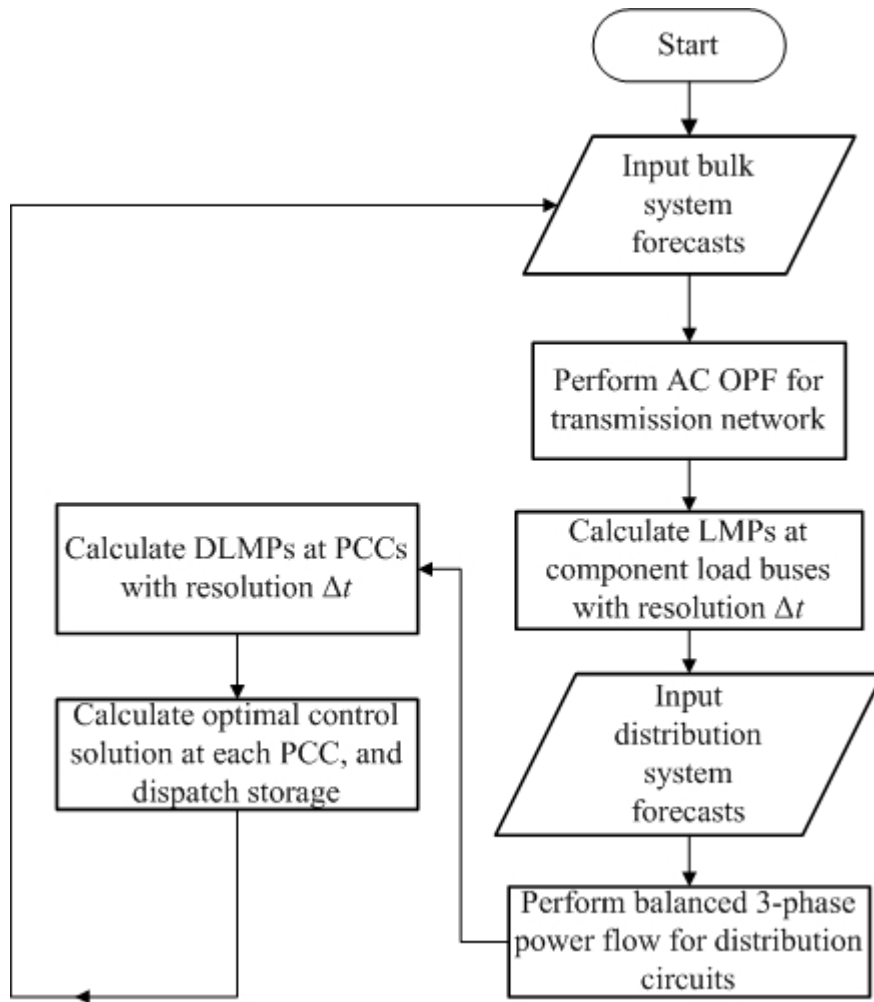 Start
Input bulk
system
forecasts
Perform AC OPF for
transmission network
Calculate LMPs at
component load buses
with resolution Δt
Input
distribution
system
forecasts
Perform balanced 3-phase
power flow for distribution
circuits
Calculate DLMPs at PCCs
with resolution Δt
Calculate optimal control
solution at each PCC, and
dispatch storage